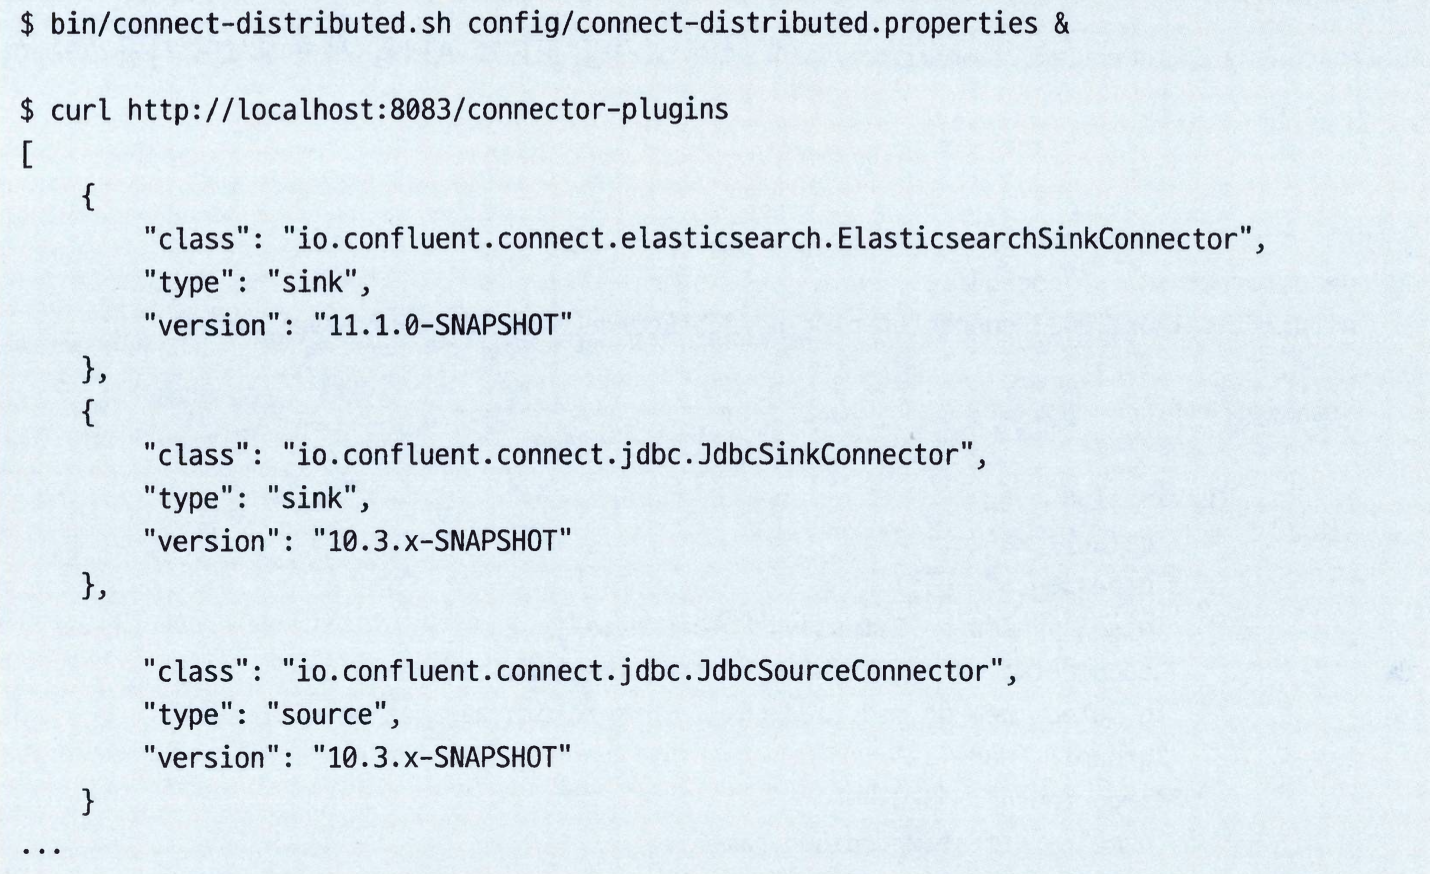 $ bin/connect-distributed.sh config/connect-distributed.properties &
$ curl http://localhost:8083/connector-plugins
[
    {
        "class": "io.confluent.connect.elasticsearch.ElasticsearchSinkConnector",
        "type": "sink",
        "version": "11.1.0-SNAPSHOT"
    },
    {
        "class": "io.confluent.connect.jdbc.JdbcSinkConnector",
        "type": "sink",
        "version": "10.3.x-SNAPSHOT"
    },
        "class": "io.confluent.connect.jdbc.JdbcSourceConnector",
        "type": "source",
        "version": "10.3.x-SNAPSHOT"
    }
...